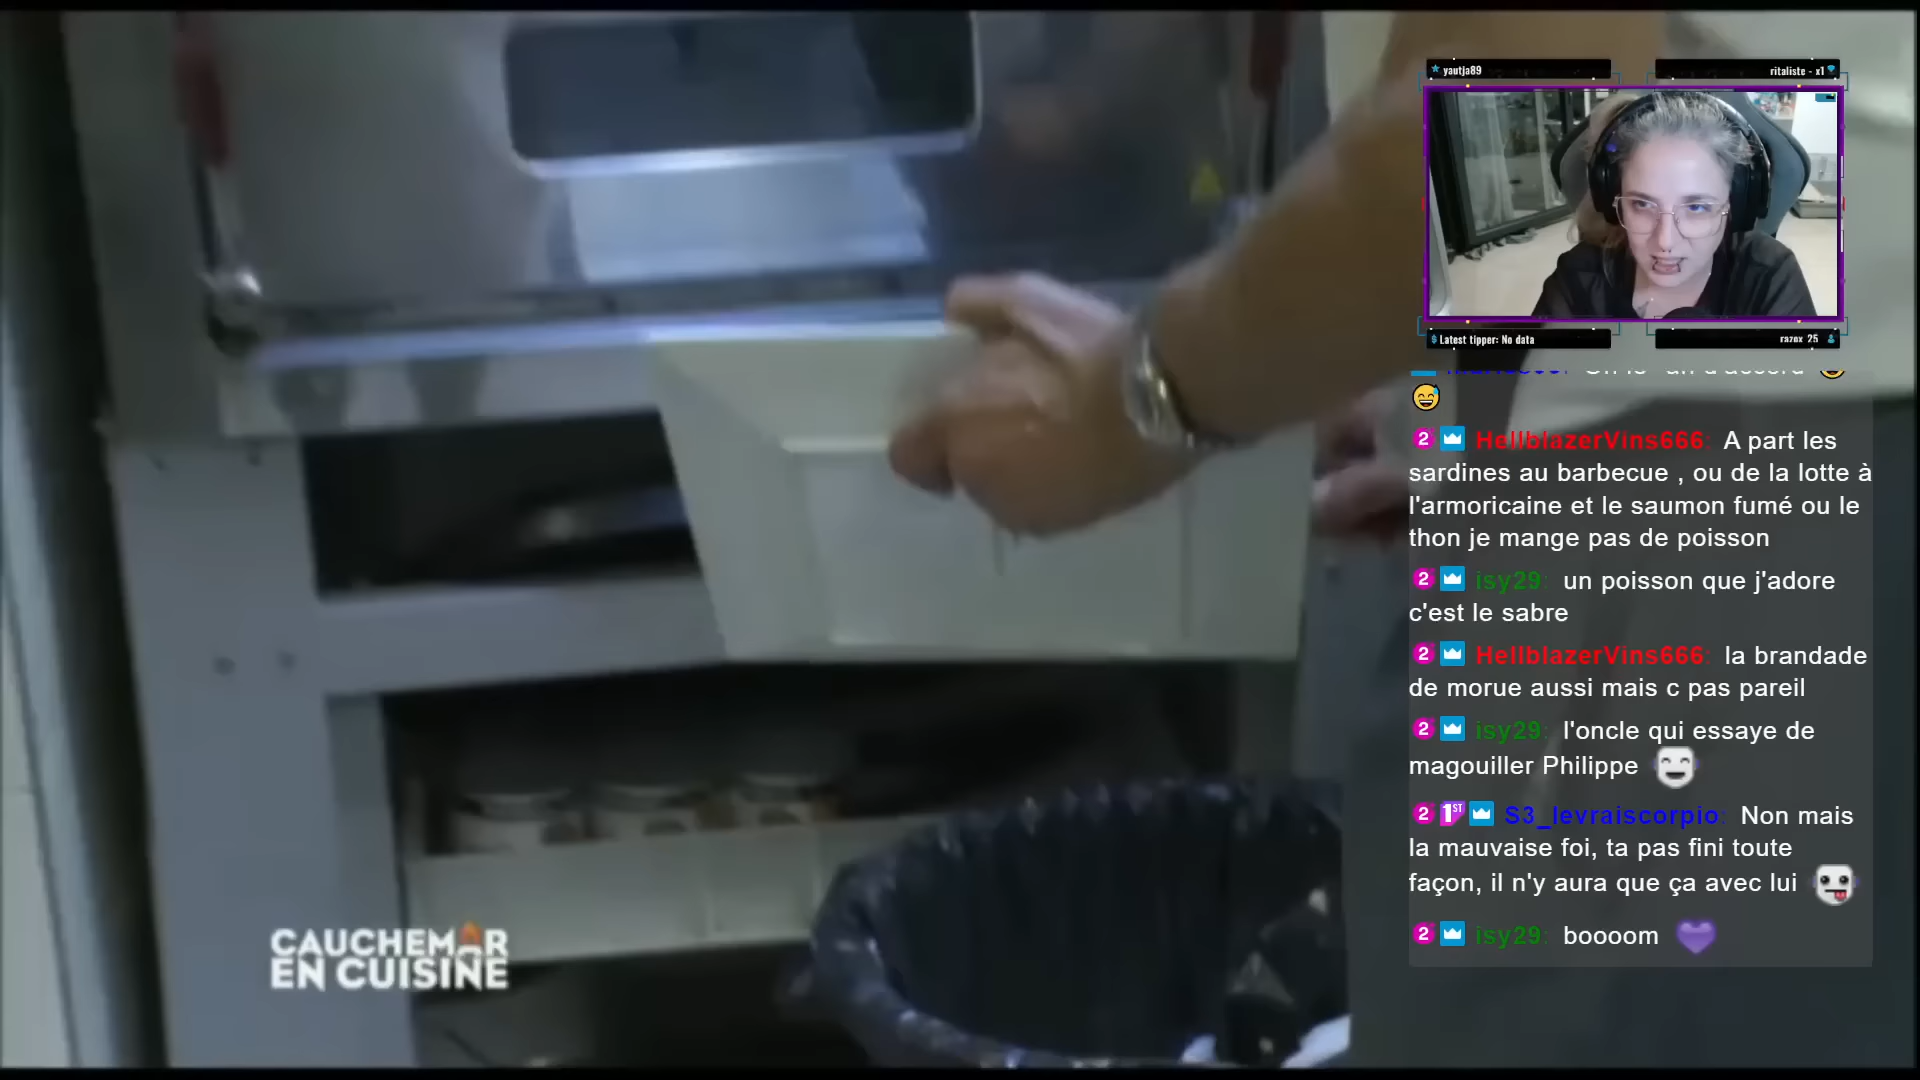 yautja89
ritaliste - x1
Latest tipper: No data
razox_25
HellblazerVins666: A part les
sardines au barbecue , ou de la lotte à
l'armoricaine et le saumon fumé ou le
thon je mange pas de poisson
isy29: un poisson que j'adore
c'est le sabre
HellblazerVins666: la brandade
de morue aussi mais c pas pareil
isy29: l'oncle qui essaye de
magouiller Philippe
S3_levraiscorpio: Non mais
la mauvaise foi, ta pas fini toute
façon, il n'y aura que ça avec lui
isy29: boooom
CAUCHEMAR
EN CUISINE